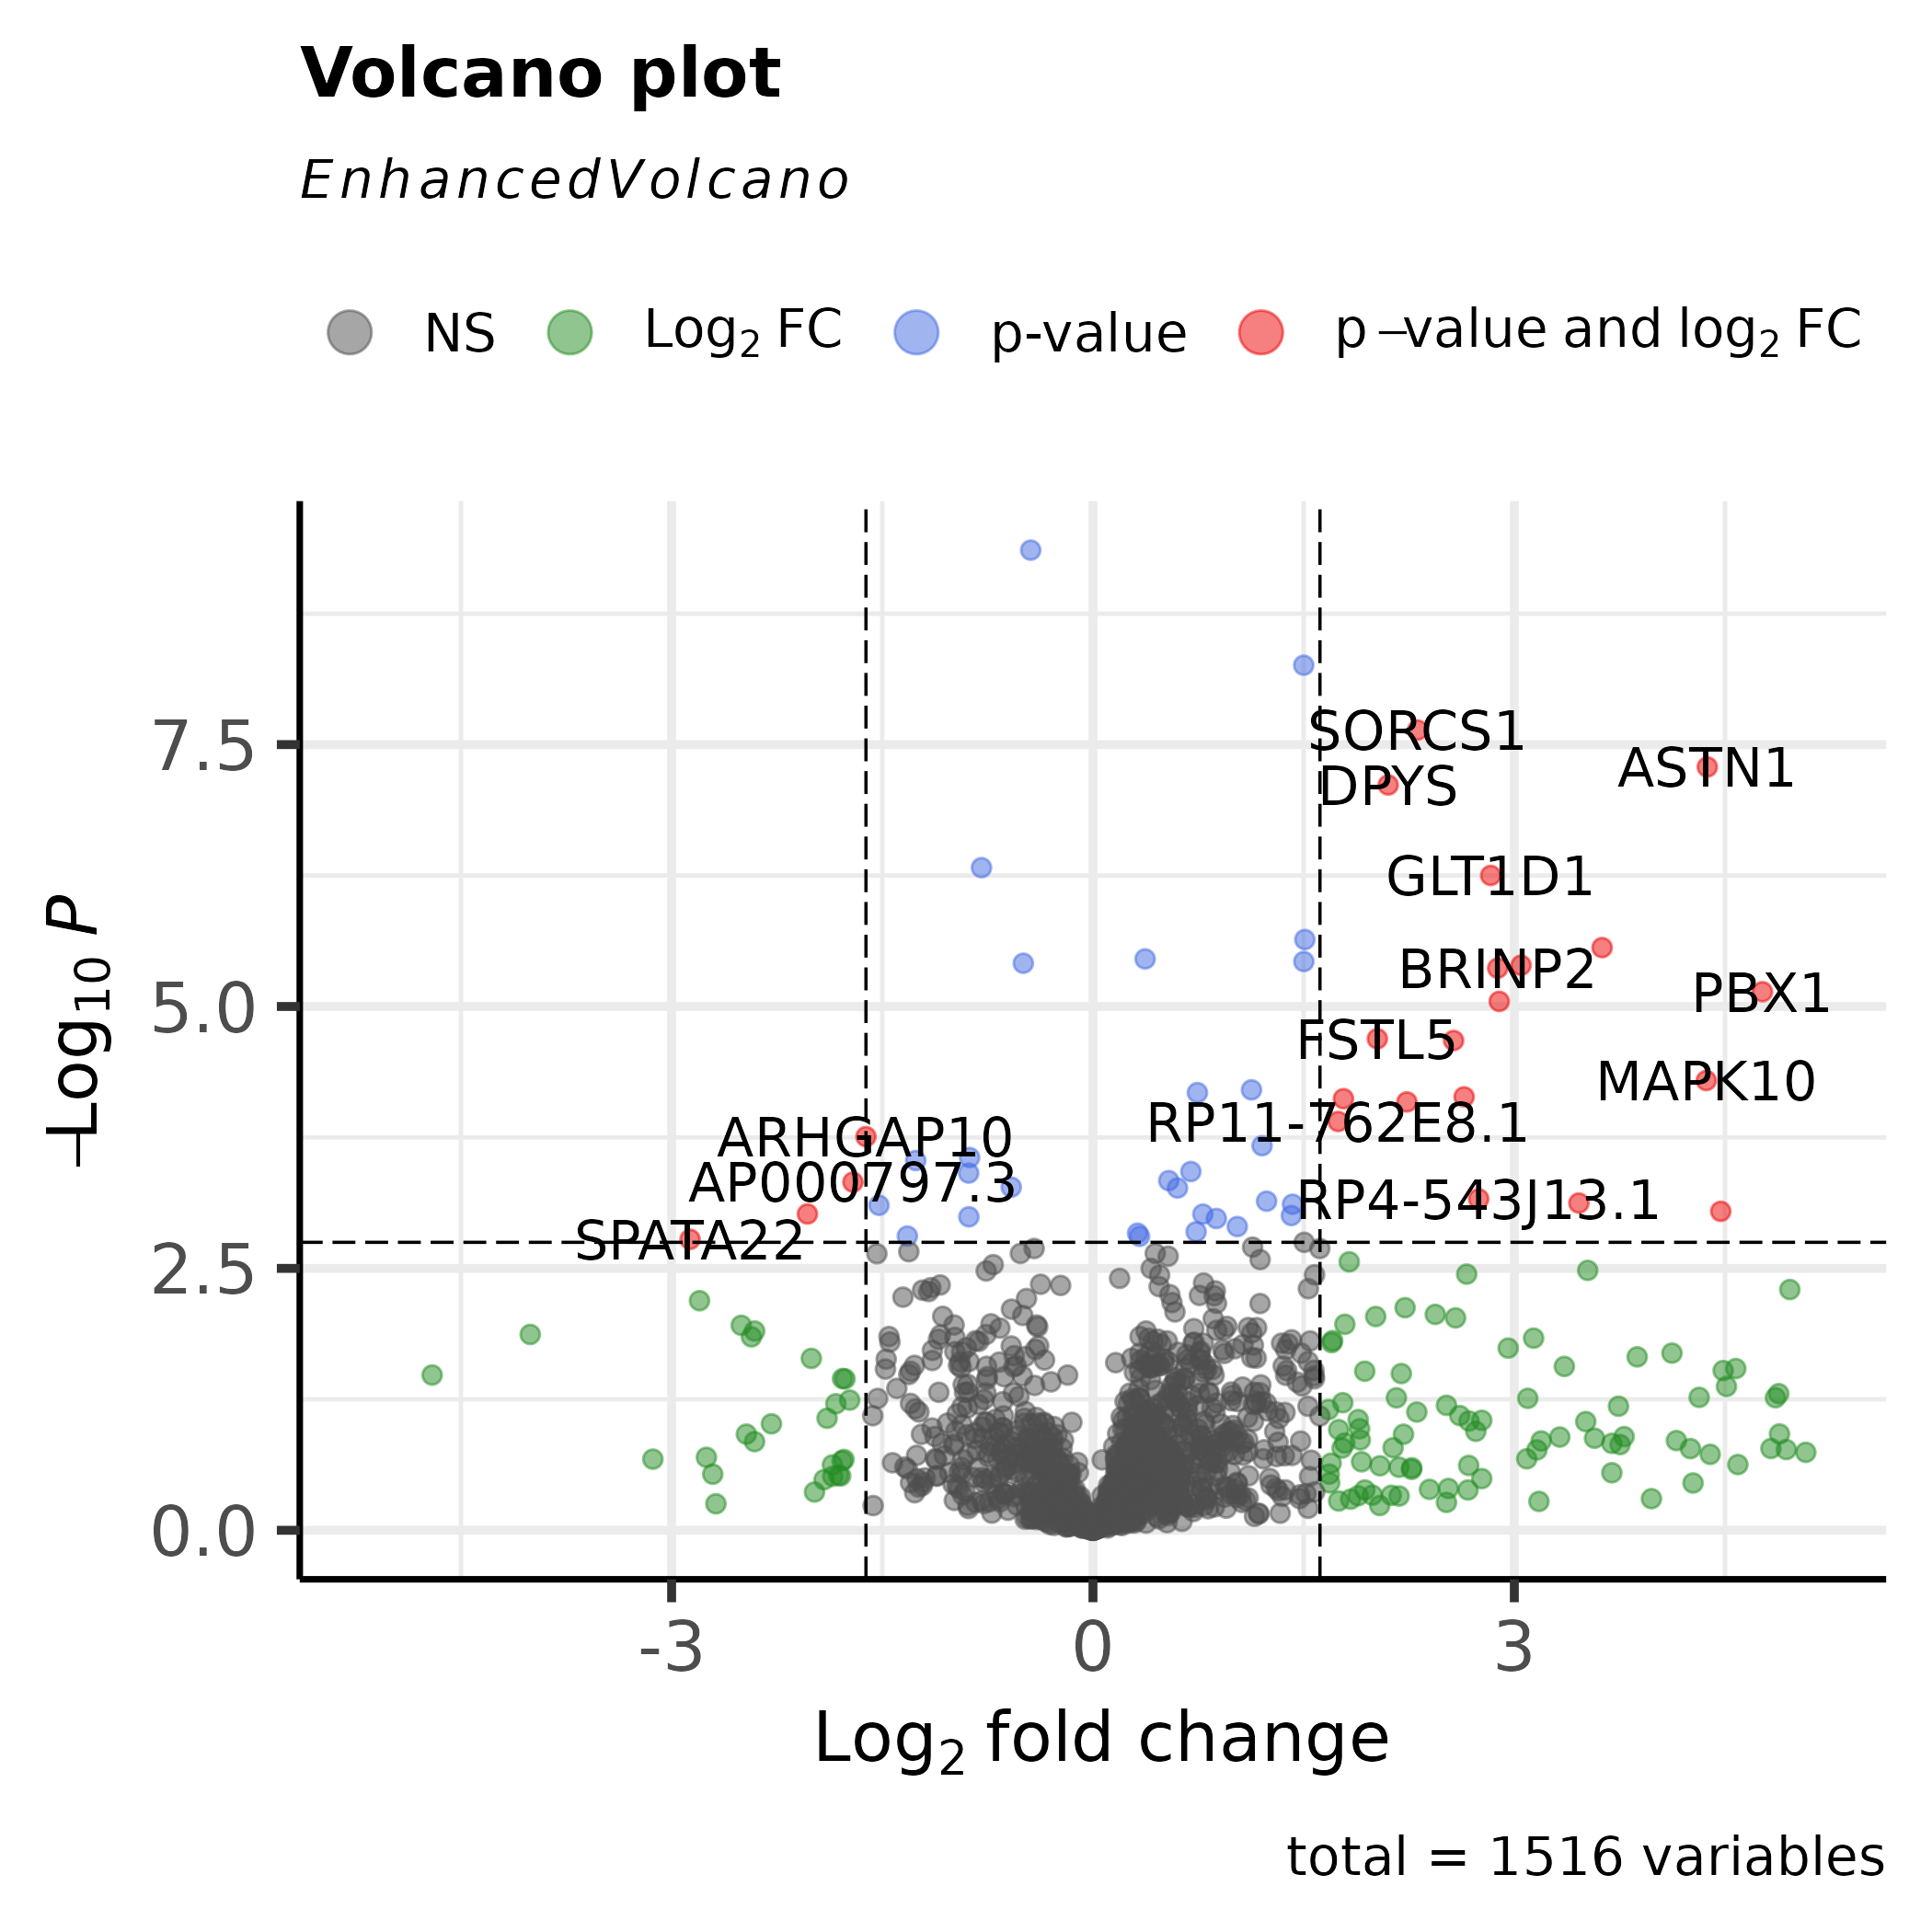 Volcano plot
EnhancedVolcano
NS Log₂ FC p-value p−value and log₂ FC
−Log₁₀ P
7.5
5.0
2.5
0.0
SORCS1
ASTN1
DPYS
GLT1D1
BRINP2
PBX1
FSTL5
MAPK10
RP11-762E8.1
ARHGAP10
AP000797.3
RP4-543J13.1
SPATA22
-3 0 3
Log₂ fold change
total = 1516 variables